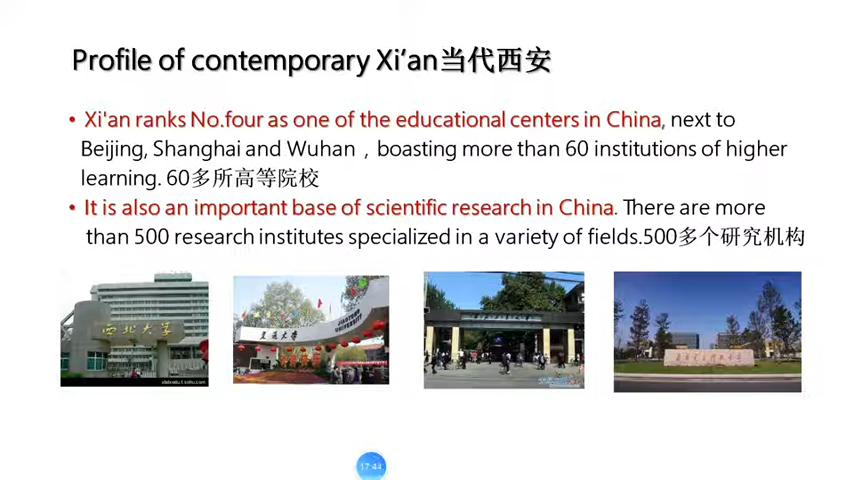 Profile of contemporary Xi’an当代西安
• Xi'an ranks No.four as one of the educational centers in China, next to
Beijing, Shanghai and Wuhan，boasting more than 60 institutions of higher
learning. 60多所高等院校
• It is also an important base of scientific research in China. There are more
than 500 research institutes specialized in a variety of fields.500多个研究机构
西北大学
交通大学
JIAOTONG
UNIVERSITY
17:44